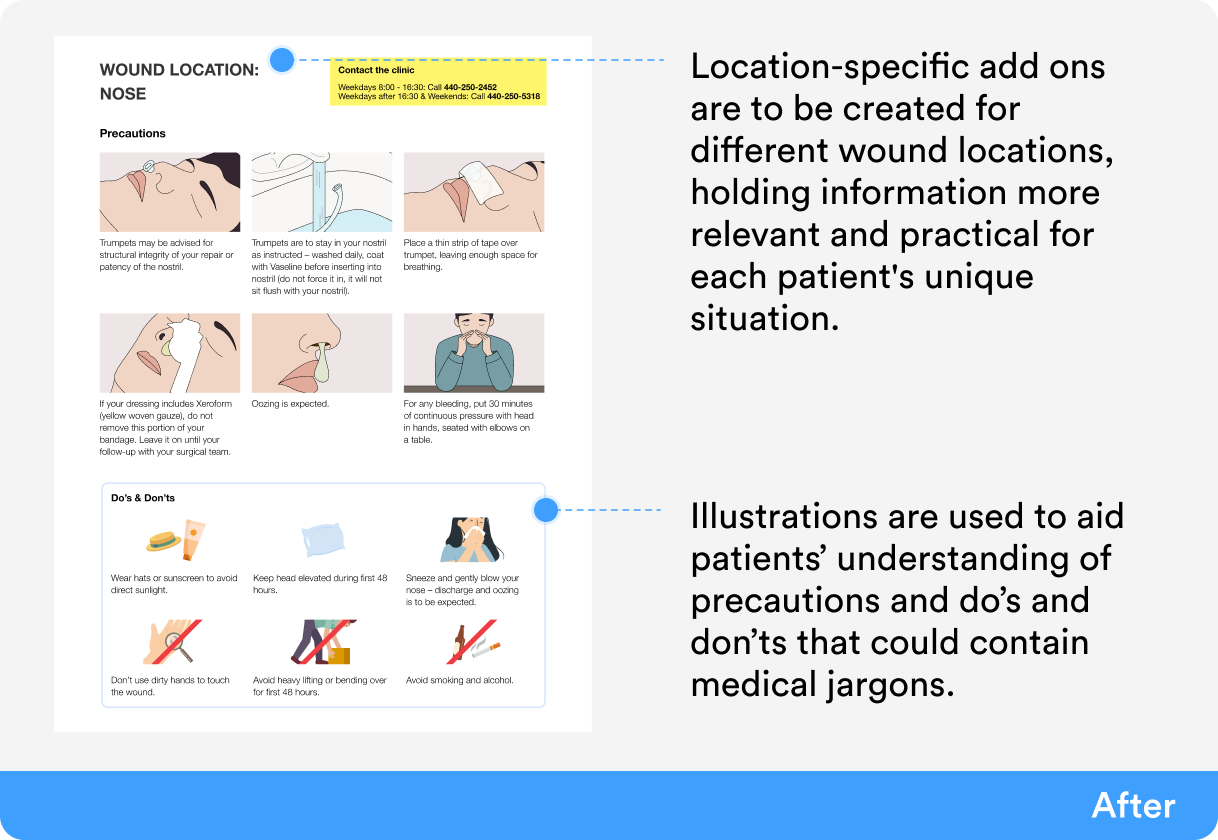 WOUND LOCATION:
NOSE
Contact the clinic
Weekdays 8:00 - 16:30: Call 440-250-2452
Weekdays after 16:30 & Weekends: Call 440-250-5318
Precautions
Trumpets may be advised for
structural integrity of your repair or
patency of the nostril.
Trumpets are to stay in your nostril
as instructed – washed daily, coat
with Vaseline before inserting into
nostril (do not force it in, it will not
sit flush with your nostril).
Place a thin strip of tape over
trumpet, leaving enough space for
breathing.
If your dressing includes Xeroform
(yellow woven gauze), do not
remove this portion of your
bandage. Leave it on until your
follow-up with your surgical team.
Oozing is expected.
For any bleeding, put 30 minutes
of continuous pressure with head
in hands, seated with elbows on
a table.
Do's & Don'ts
Wear hats or sunscreen to avoid
direct sunlight.
Keep head elevated during first 48
hours.
Sneeze and gently blow your
nose – discharge and oozing
is to be expected.
Don't use dirty hands to touch
the wound.
Avoid heavy lifting or bending over
for first 48 hours.
Avoid smoking and alcohol.
Location-specific add ons
are to be created for
different wound locations,
holding information more
relevant and practical for
each patient's unique
situation.
Illustrations are used to aid
patients’ understanding of
precautions and do’s and
don’ts that could contain
medical jargons.
After